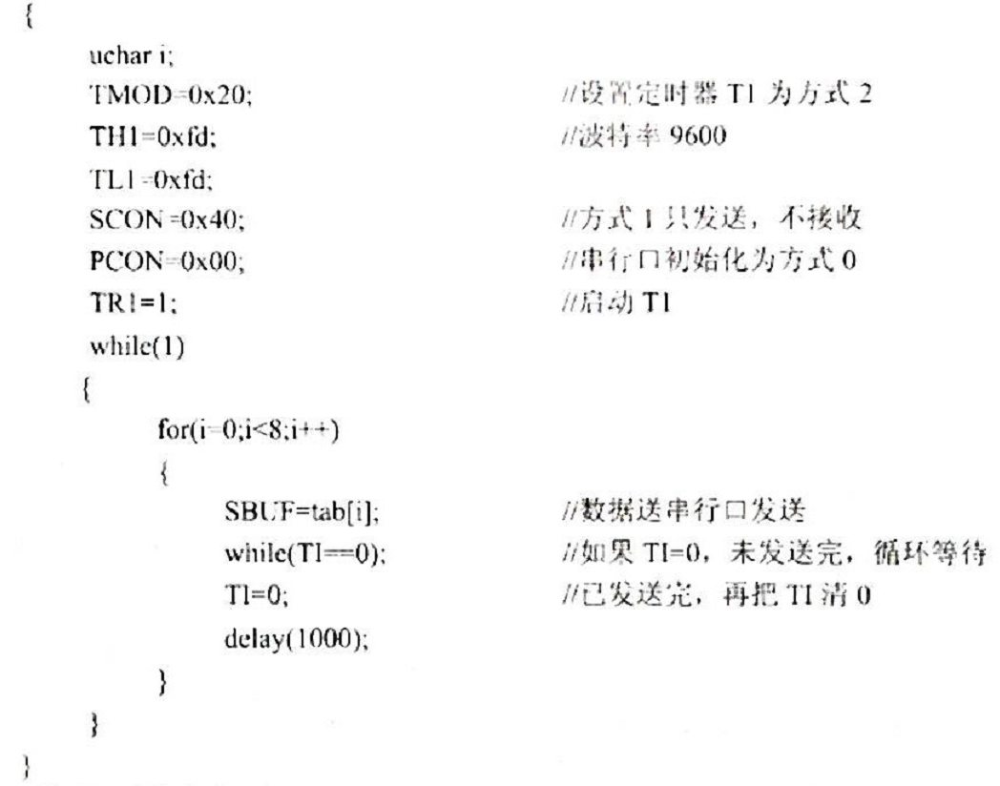 {
uchar i;
TMOD=0x20; //设置定时器 T1 为方式 2
TH1=0xfd; //波特率 9600
TL1=0xfd;
SCON=0x40; //方式 1 只发送，不接收
PCON=0x00; //串行口初始化为方式 0
TR1=1; //启动 T1
while(1)
{
for(i=0;i<8;i++)
{
SBUF=tab[i]; //数据送串行口发送
while(TI==0); //如果 TI=0，未发送完，循环等待
TI=0; //已发送完，再把 TI 清 0
delay(1000);
}
}
}